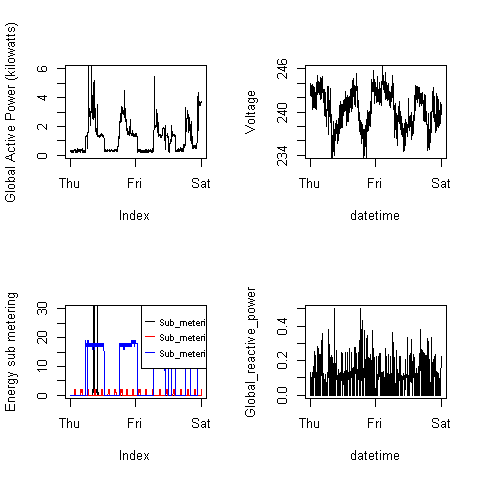 Global Active Power (kilowatts)
0 2 4 6
Thu Fri Sat
Index
Voltage
234 240 246
Thu Fri Sat
datetime
Energy sub metering
0 10 20 30
Sub_meteri
Sub_meteri
Sub_meteri
Thu Fri Sat
Index
Global_reactive_power
0.0 0.2 0.4
Thu Fri Sat
datetime